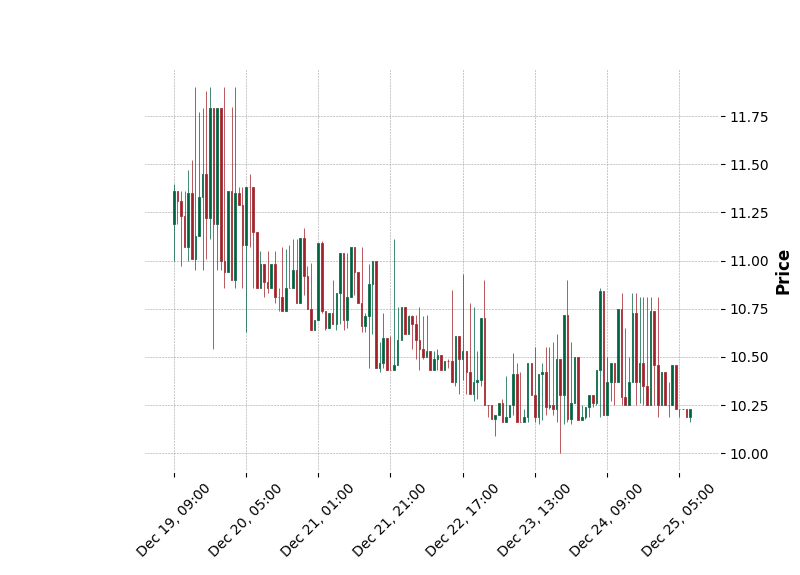 11.75
11.50
11.25
11.00
10.75
10.50
10.25
10.00
Price
Dec 19, 09:00
Dec 20, 05:00
Dec 21, 01:00
Dec 21, 21:00
Dec 22, 17:00
Dec 23, 13:00
Dec 24, 09:00
Dec 25, 05:00